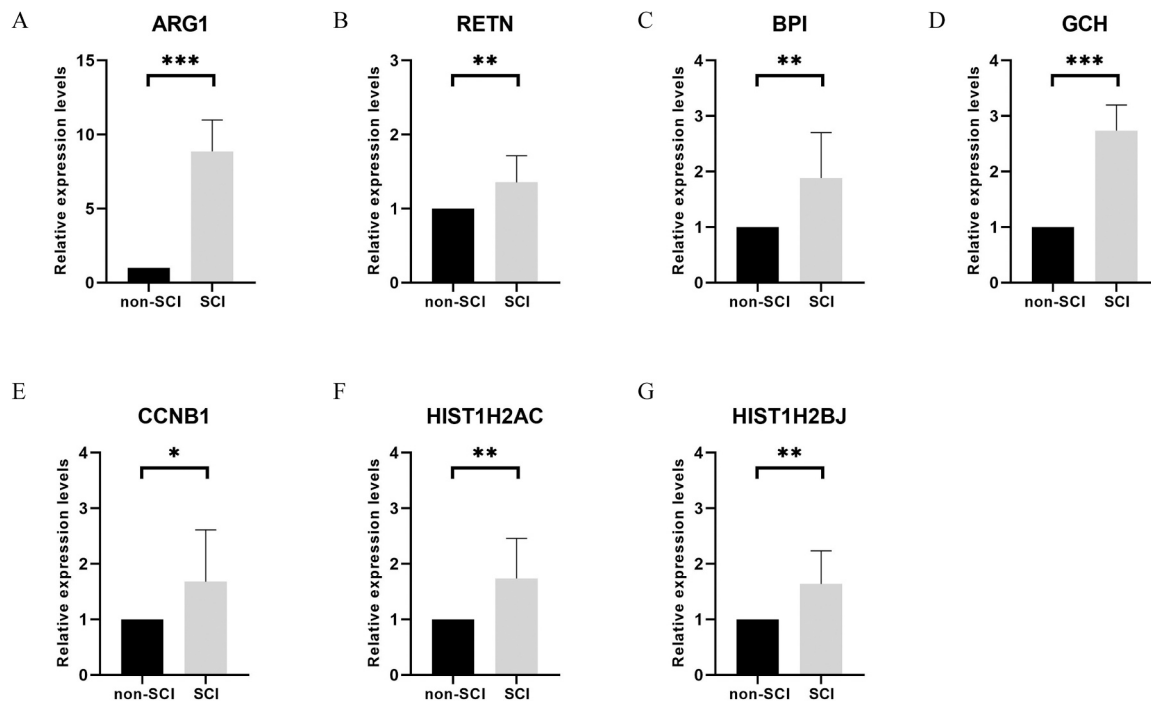 A
ARG1
Relative expression levels
15
10
5
0
***
non-SCI SCI
B
RETN
Relative expression levels
3
2
1
0
**
non-SCI SCI
C
BPI
Relative expression levels
4
3
2
1
0
**
non-SCI SCI
D
GCH
Relative expression levels
4
3
2
1
0
***
non-SCI SCI
E
CCNB1
Relative expression levels
4
3
2
1
0
*
non-SCI SCI
F
HIST1H2AC
Relative expression levels
4
3
2
1
0
**
non-SCI SCI
G
HIST1H2BJ
Relative expression levels
4
3
2
1
0
**
non-SCI SCI